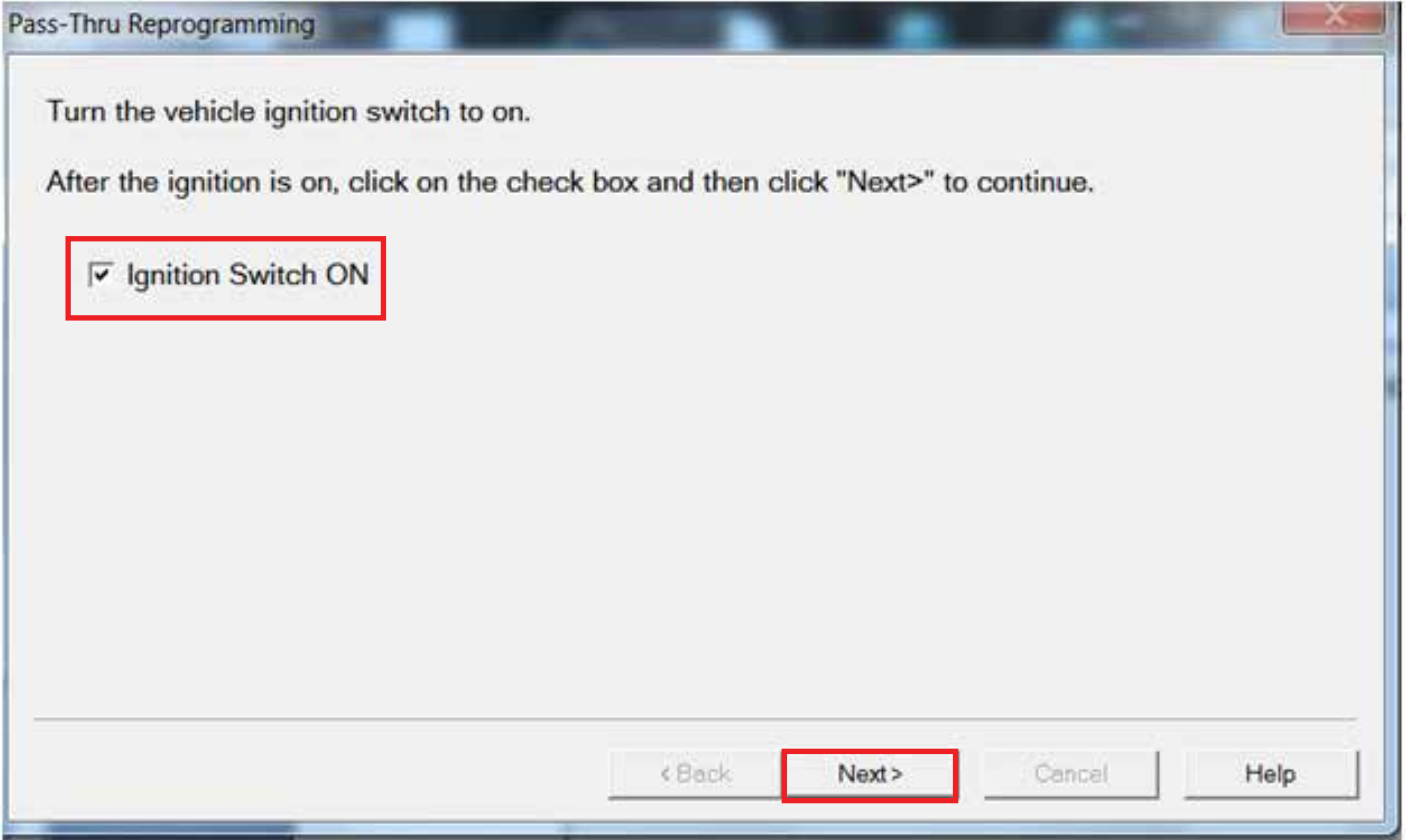 Pass-Thru Reprogramming
Turn the vehicle ignition switch to on.
After the ignition is on, click on the check box and then click "Next>" to continue.
Ignition Switch ON
< Back
Next >
Cancel
Help